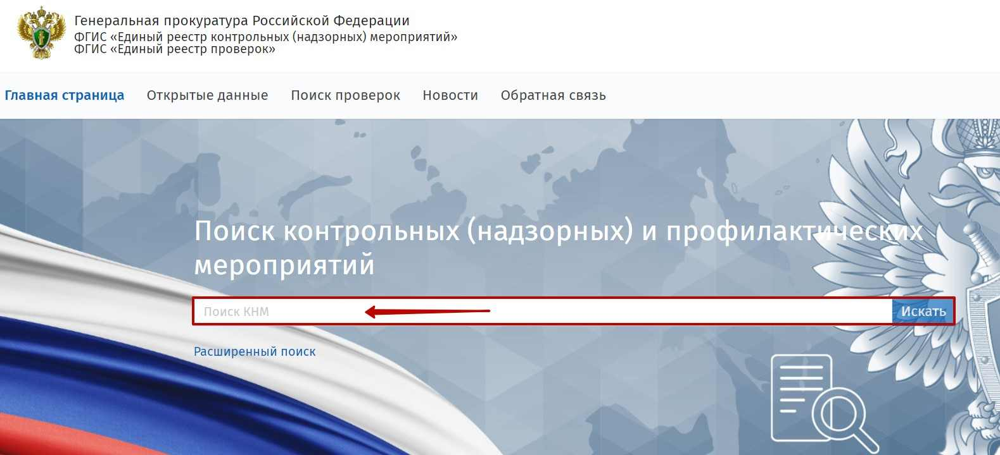 Генеральная прокуратура Российской Федерации
ФГИС «Единый реестр контрольных (надзорных) мероприятий»
ФГИС «Единый реестр проверок»
Главная страница Открытые данные Поиск проверок Новости Обратная связь
Поиск контрольных (надзорных) и профилактических
мероприятий
Поиск КНМ Искать
Расширенный поиск